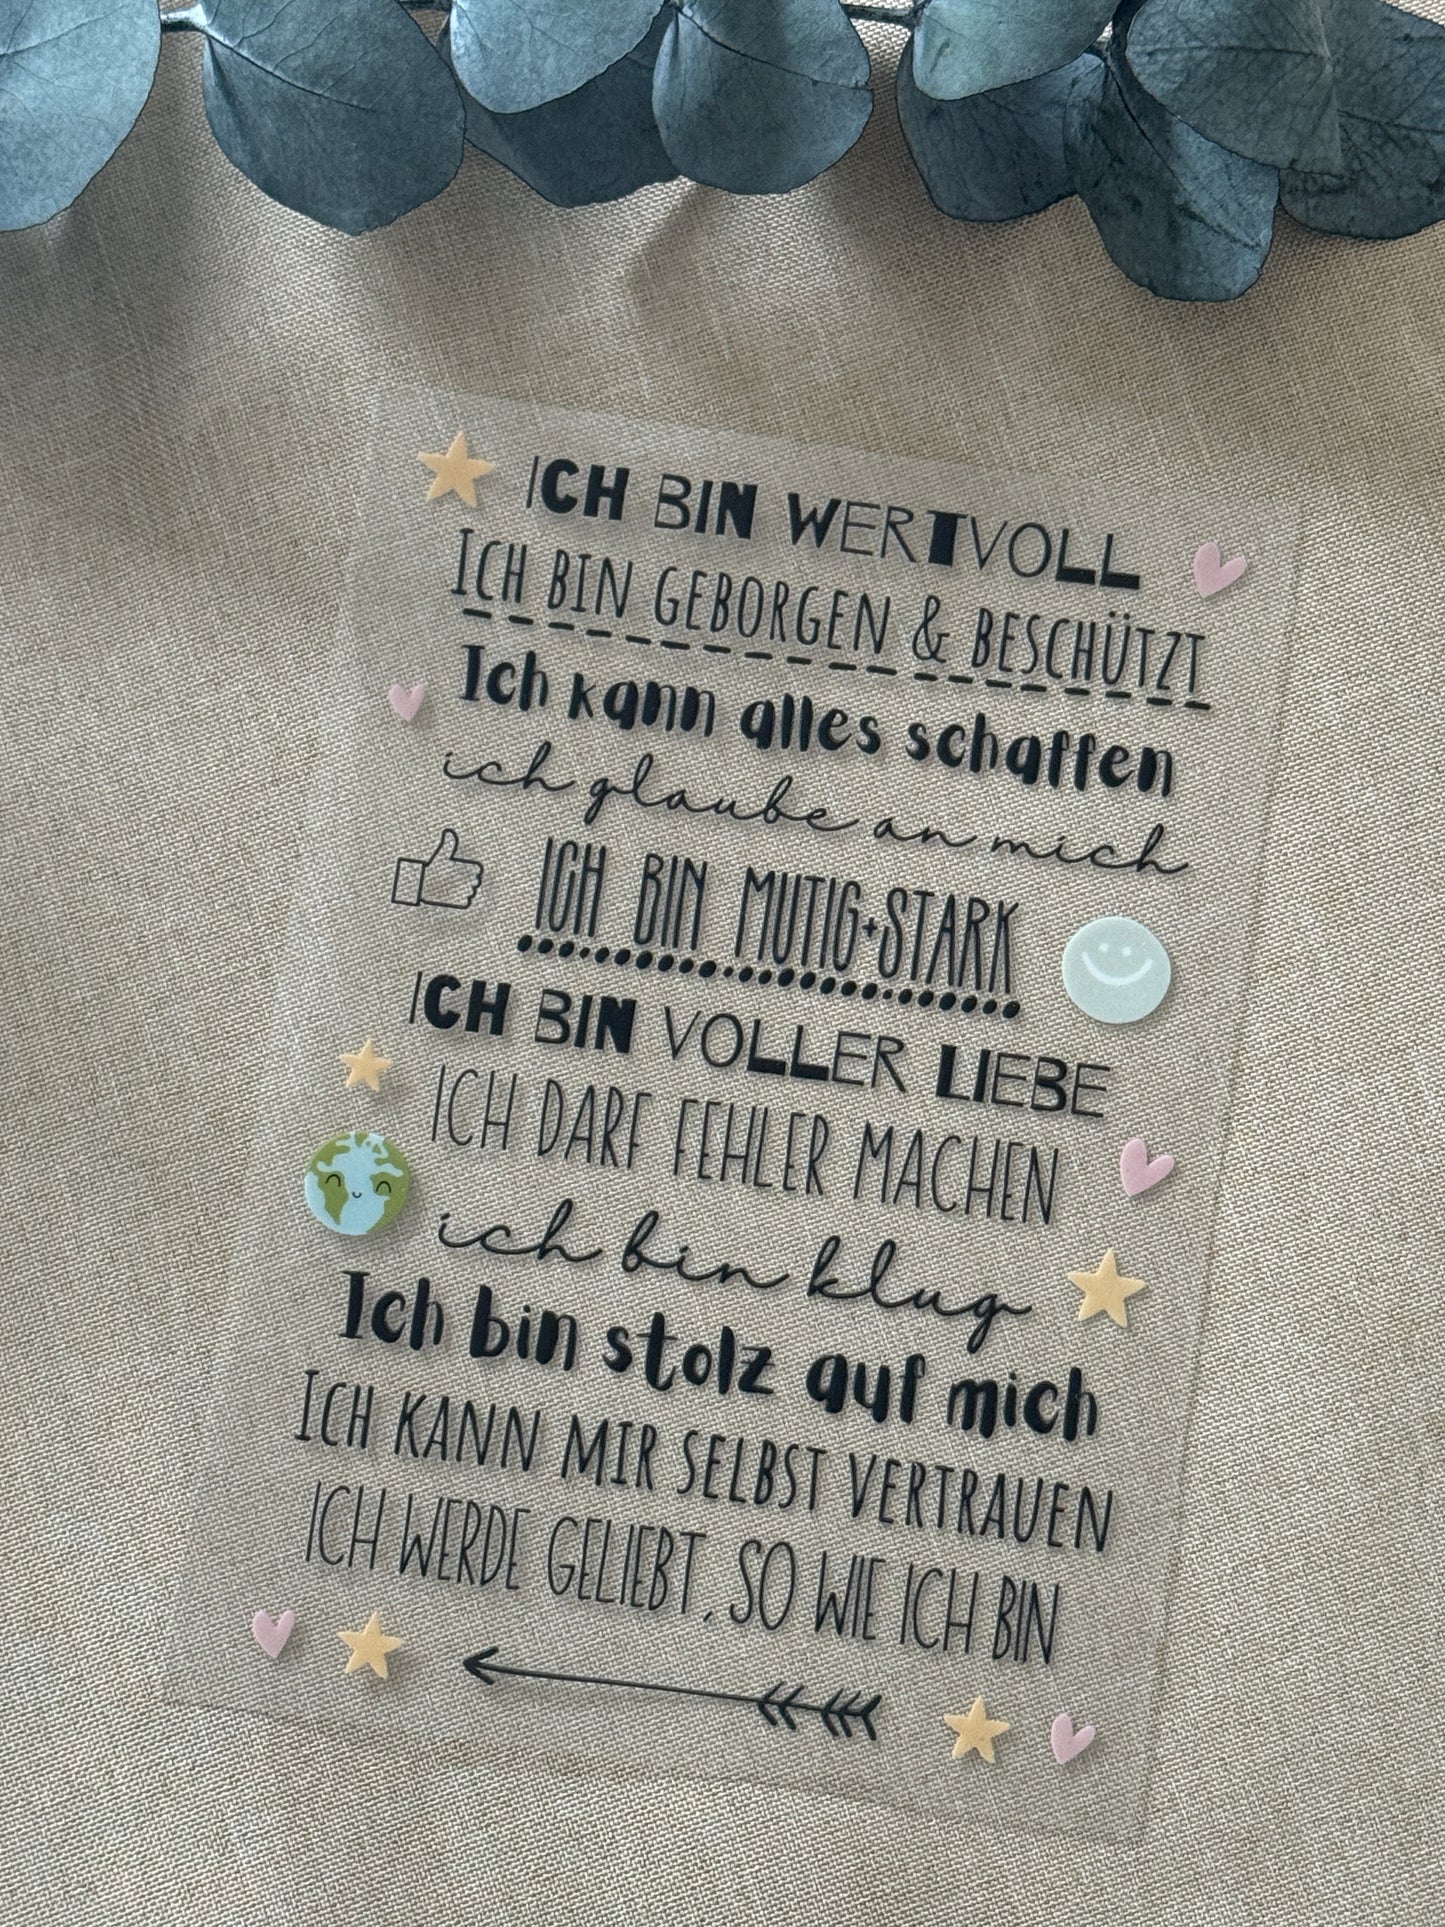 ICH BIN WERTVOLL
ICH BIN GEBORGEN & BESCHÜTZT
Ich kann alles schaffen
ich glaube an mich
ICH BIN MUTIG+STARK
ICH BIN VOLLER LIEBE
ICH DARF FEHLER MACHEN
ich bin klug
Ich bin stolz auf mich
ICH KANN MIR SELBST VERTRAUEN
ICH WERDE GELIEBT, SO WIE ICH BIN